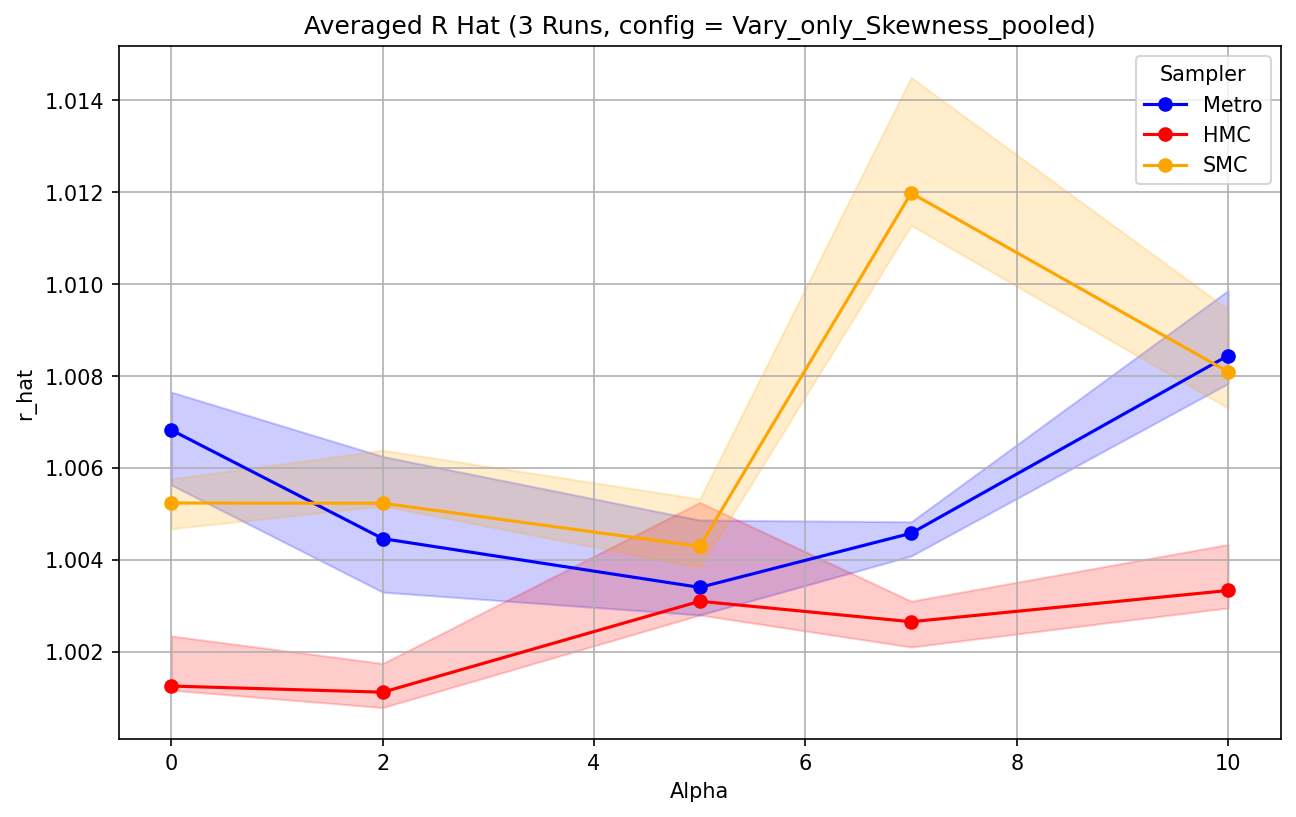 Averaged R Hat (3 Runs, config = Vary_only_Skewness_pooled)
Sampler
Metro
HMC
SMC
r_hat
1.014
1.012
1.010
1.008
1.006
1.004
1.002
0 2 4 6 8 10
Alpha